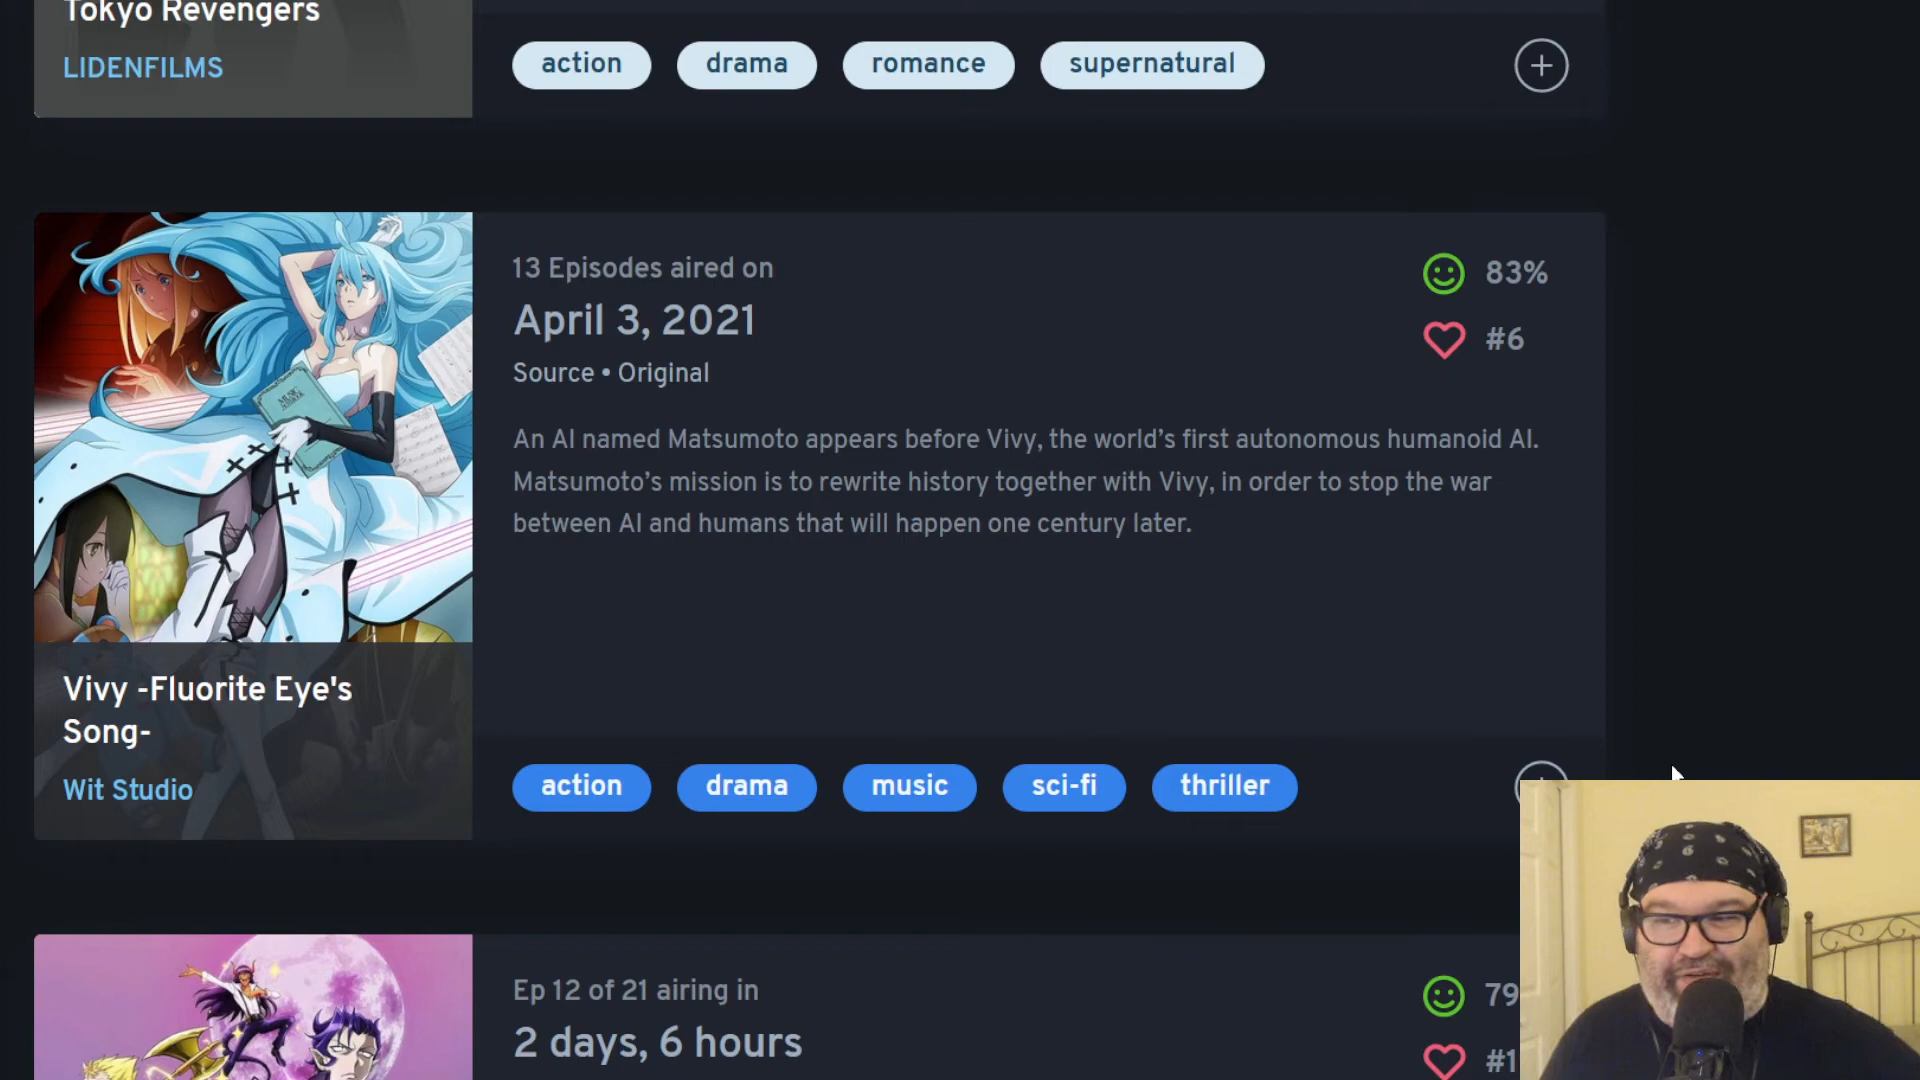 Tokyo Revengers
LIDENFILMS
action drama romance supernatural
13 Episodes aired on
April 3, 2021
Source • Original
83%
#6
An AI named Matsumoto appears before Vivy, the world’s first autonomous humanoid AI.
Matsumoto’s mission is to rewrite history together with Vivy, in order to stop the war
between AI and humans that will happen one century later.
MUSIC
Vivy -Fluorite Eye's
Song-
Wit Studio
action drama music sci-fi thriller
Ep 12 of 21 airing in
2 days, 6 hours
79
#1